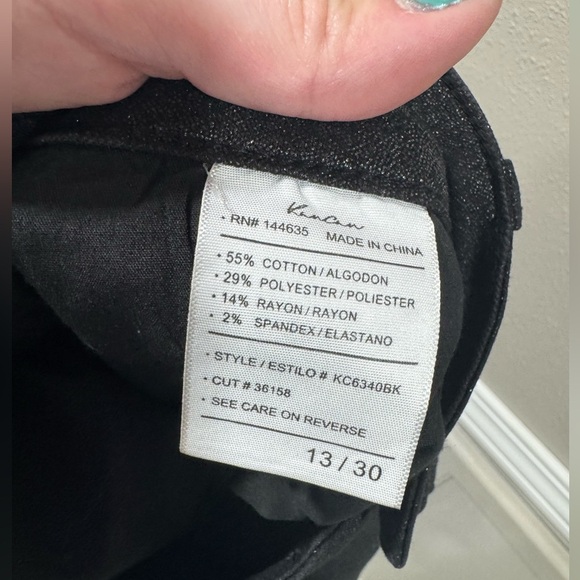 KanCan
• RN# 144635 MADE IN CHINA
• 55% COTTON / ALGODON
• 29% POLYESTER / POLIESTER
• 14% RAYON / RAYON
• 2% SPANDEX / ELASTANO
• STYLE / ESTILO # KC6340BK
• CUT # 36158
• SEE CARE ON REVERSE
13 / 30